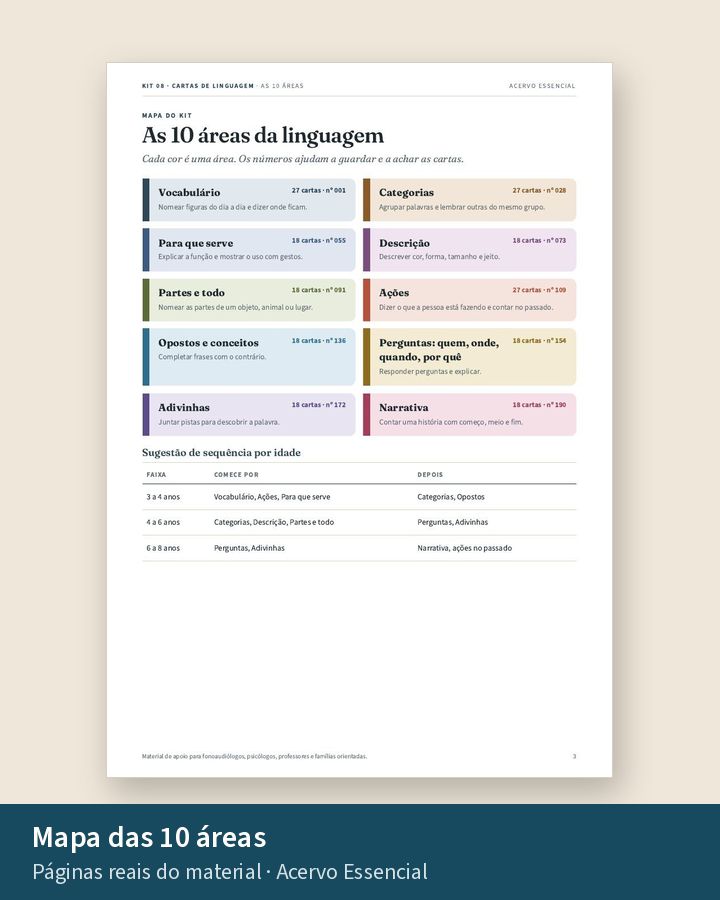 KIT 08 · CARTAS DE LINGUAGEM · AS 10 ÁREAS
ACERVO ESSENCIAL
MAPA DO KIT
As 10 áreas da linguagem
Cada cor é uma área. Os números ajudam a guardar e a achar as cartas.
Vocabulário
27 cartas · nº 001
Nomear figuras do dia a dia e dizer onde ficam.
Categorias
27 cartas · nº 028
Agrupar palavras e lembrar outras do mesmo grupo.
Para que serve
18 cartas · nº 055
Explicar a função e mostrar o uso com gestos.
Descrição
18 cartas · nº 073
Descrever cor, forma, tamanho e jeito.
Partes e todo
18 cartas · nº 091
Nomear as partes de um objeto, animal ou lugar.
Ações
27 cartas · nº 109
Dizer o que a pessoa está fazendo e contar no passado.
Opostos e conceitos
18 cartas · nº 136
Completar frases com o contrário.
Perguntas: quem, onde,
quando, por quê
18 cartas · nº 154
Responder perguntas e explicar.
Adivinhas
18 cartas · nº 172
Juntar pistas para descobrir a palavra.
Narrativa
18 cartas · nº 190
Contar uma história com começo, meio e fim.
Sugestão de sequência por idade
FAIXA COMECE POR DEPOIS
3 a 4 anos Vocabulário, Ações, Para que serve Categorias, Opostos
4 a 6 anos Categorias, Descrição, Partes e todo Perguntas, Adivinhas
6 a 8 anos Perguntas, Adivinhas Narrativa, ações no passado
Material de apoio para fonoaudiólogos, psicólogos, professores e famílias orientadas.
3
Mapa das 10 áreas
Páginas reais do material · Acervo Essencial